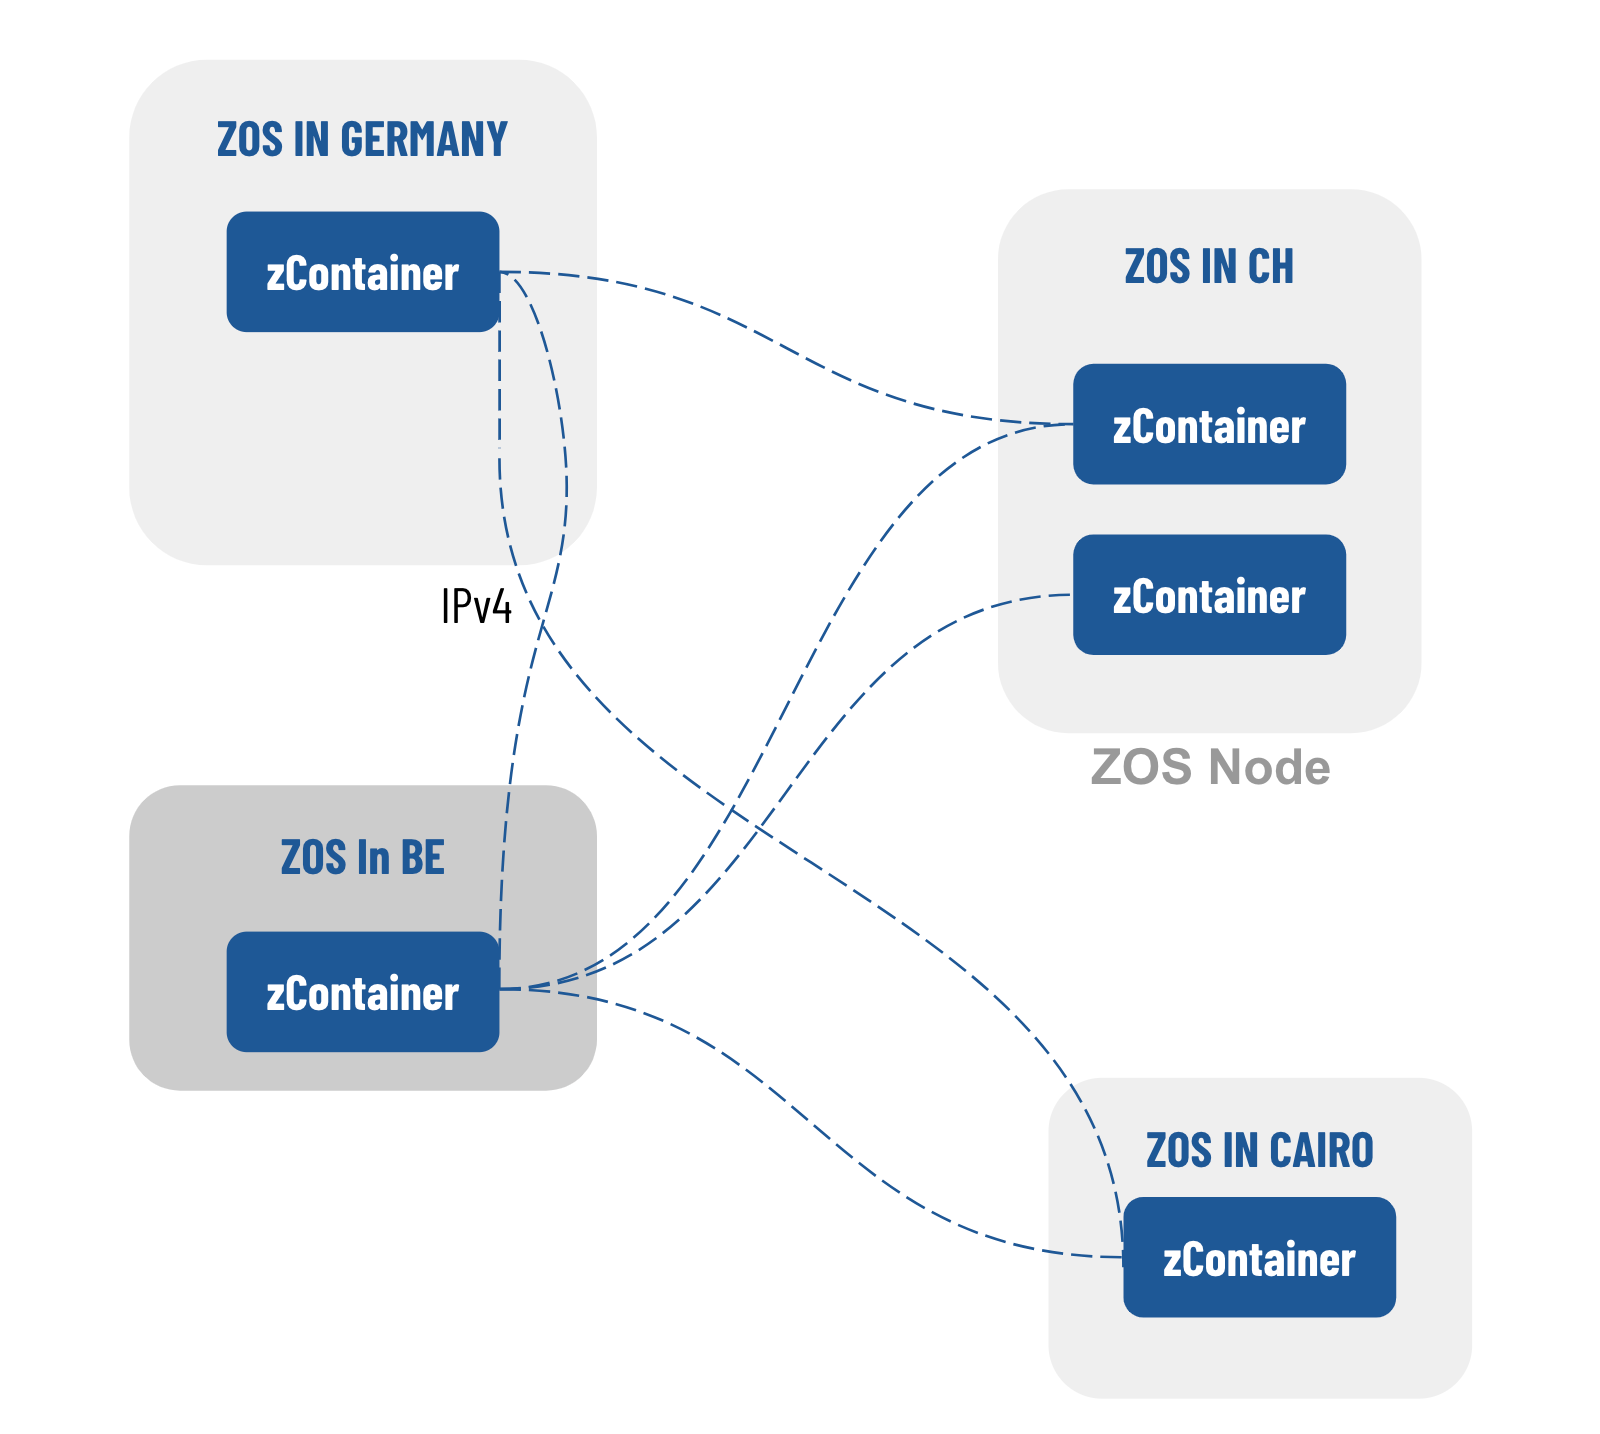 ZOS IN GERMANY
zContainer
ZOS IN CH
zContainer
zContainer
ZOS Node
IPv4
ZOS In BE
zContainer
ZOS IN CAIRO
zContainer